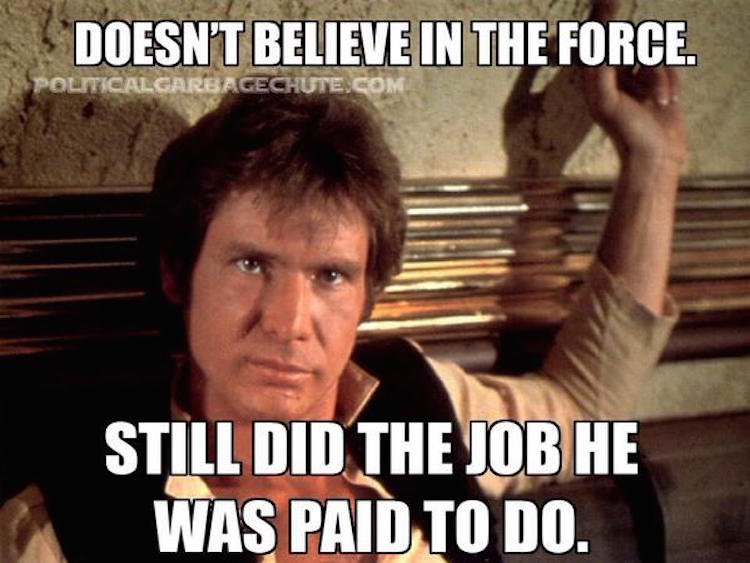 DOESN'T BELIEVE IN THE FORCE.
POLITICALGARBAGECHUTE.COM
STILL DID THE JOB HE
WAS PAID TO DO.